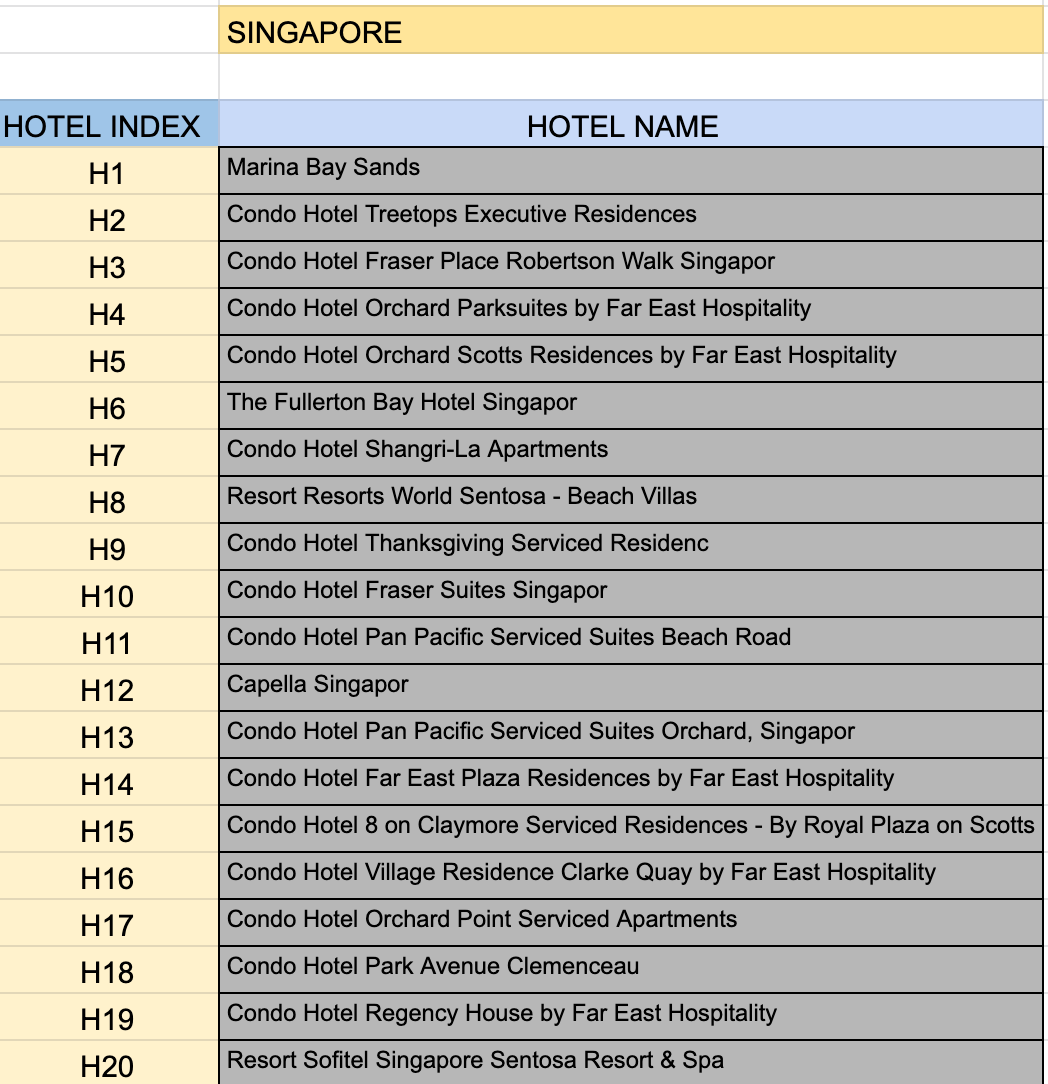 SINGAPORE
HOTEL INDEX HOTEL NAME
H1 Marina Bay Sands
H2 Condo Hotel Treetops Executive Residences
H3 Condo Hotel Fraser Place Robertson Walk Singapor
H4 Condo Hotel Orchard Parksuites by Far East Hospitality
H5 Condo Hotel Orchard Scotts Residences by Far East Hospitality
H6 The Fullerton Bay Hotel Singapor
H7 Condo Hotel Shangri-La Apartments
H8 Resort Resorts World Sentosa - Beach Villas
H9 Condo Hotel Thanksgiving Serviced Residenc
H10 Condo Hotel Fraser Suites Singapor
H11 Condo Hotel Pan Pacific Serviced Suites Beach Road
H12 Capella Singapor
H13 Condo Hotel Pan Pacific Serviced Suites Orchard, Singapor
H14 Condo Hotel Far East Plaza Residences by Far East Hospitality
H15 Condo Hotel 8 on Claymore Serviced Residences - By Royal Plaza on Scotts
H16 Condo Hotel Village Residence Clarke Quay by Far East Hospitality
H17 Condo Hotel Orchard Point Serviced Apartments
H18 Condo Hotel Park Avenue Clemenceau
H19 Condo Hotel Regency House by Far East Hospitality
H20 Resort Sofitel Singapore Sentosa Resort & Spa